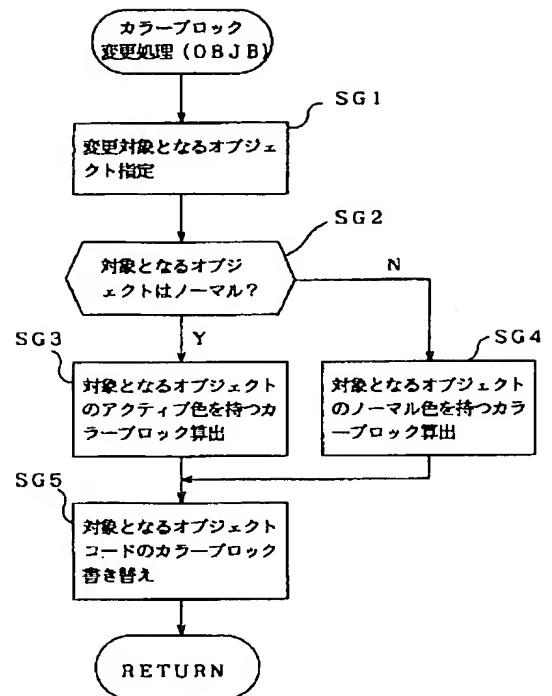 カラーブロック
変更処理(OBJB)
SG1
変更対象となるオブジェ
クト指定
SG2
対象となるオブジ
ェクトはノーマル?
N
Y
SG3
対象となるオブジェクト
のアクティブ色を持つカ
ラーブロック算出
SG4
対象となるオブジェクト
のノーマル色を持つカラ
ーブロック算出
SG5
対象となるオブジェクト
コードのカラーブロック
書き替え
RETURN